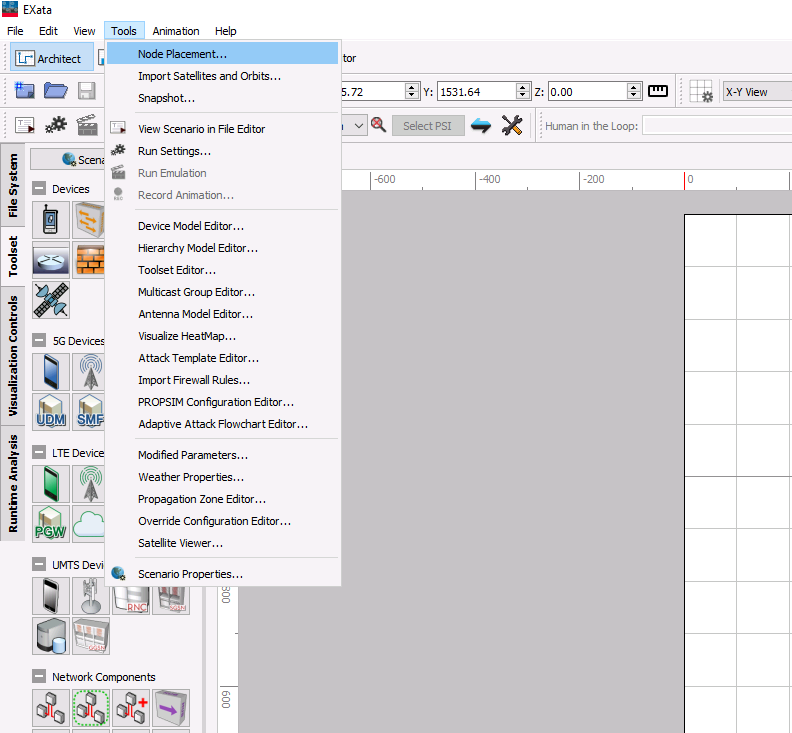 EXata
File Edit View Tools Animation Help
Architect
tor
Node Placement...
Import Satellites and Orbits...
Snapshot...
5.72 Y: 1531.64 Z: 0.00 X-Y View
View Scenario in File Editor
Select PSI Human in the Loop:
Run Settings...
Run Emulation
Record Animation...
Scena
-600 -400 -200 0
Device Model Editor...
Hierarchy Model Editor...
Toolset Editor...
Multicast Group Editor...
Antenna Model Editor...
Visualize HeatMap...
Attack Template Editor...
Import Firewall Rules...
PROPSIM Configuration Editor...
Adaptive Attack Flowchart Editor...
Modified Parameters...
Weather Properties...
Propagation Zone Editor...
Override Configuration Editor...
Satellite Viewer...
Scenario Properties...
File System
Toolset
Visualization Controls
Runtime Analysis
Devices
5G Devices
UDM SMF
LTE Device
PGW
UMTS Devi
RNC
GGSN
Network Components
800
600